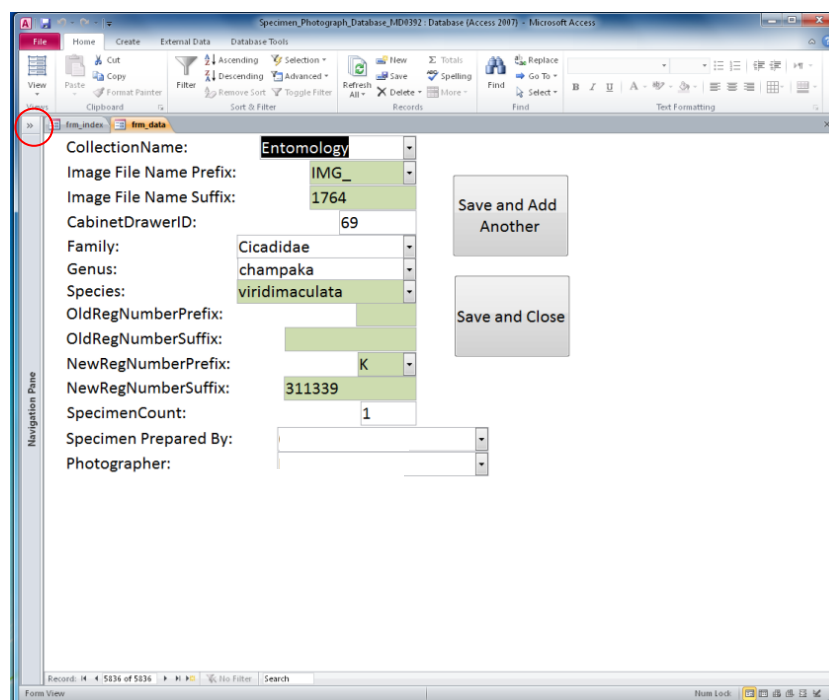 Specimen_Photograph_Database_MD0392 : Database (Access 2007) - Microsoft Access
File Home Create External Data Database Tools
View
Views
Paste
Cut
Copy
Format Painter
Clipboard
Filter
Ascending
Descending
Remove Sort
Selection
Advanced
Toggle Filter
Sort & Filter
Refresh All
New
Save
Delete
Totals
Spelling
More
Records
Find
Replace
Go To
Select
Find
B I U A
Text Formatting
frm_index frm_data
CollectionName: Entomology
Image File Name Prefix: IMG_
Image File Name Suffix: 1764
CabinetDrawerID: 69
Family: Cicadidae
Genus: champaka
Species: viridimaculata
OldRegNumberPrefix:
OldRegNumberSuffix:
NewRegNumberPrefix: K
NewRegNumberSuffix: 311339
SpecimenCount: 1
Specimen Prepared By:
Photographer:
Save and Add
Another
Save and Close
Navigation Pane
Record: 5836 of 5836 No Filter Search
Form View Num Lock